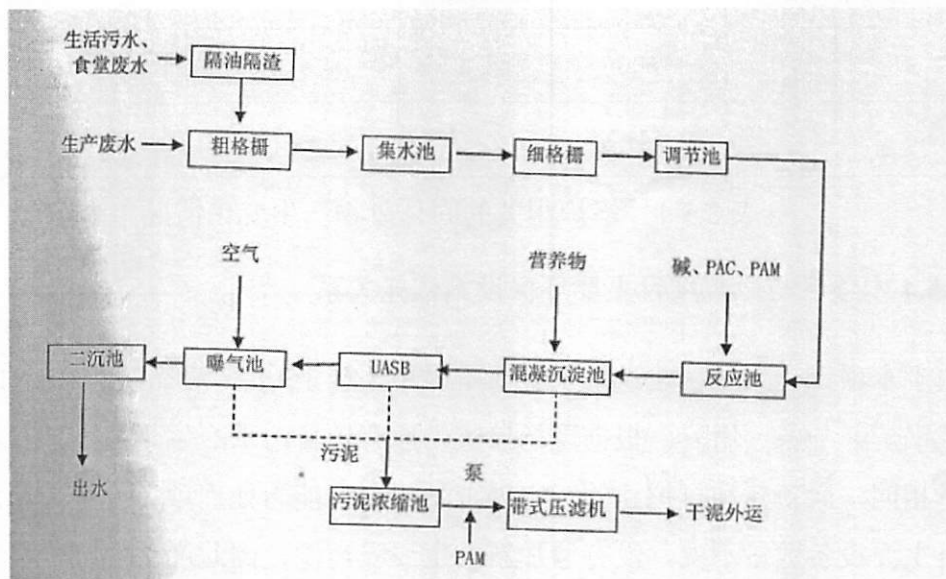 生活污水、
食堂废水
隔油隔渣
生产废水
粗格栅
集水池
细格栅
调节池
空气
营养物
碱、PAC、PAM
二沉池
曝气池
UASB
混凝沉淀池
反应池
污泥
泵
出水
污泥浓缩池
带式压滤机
干泥外运
PAM